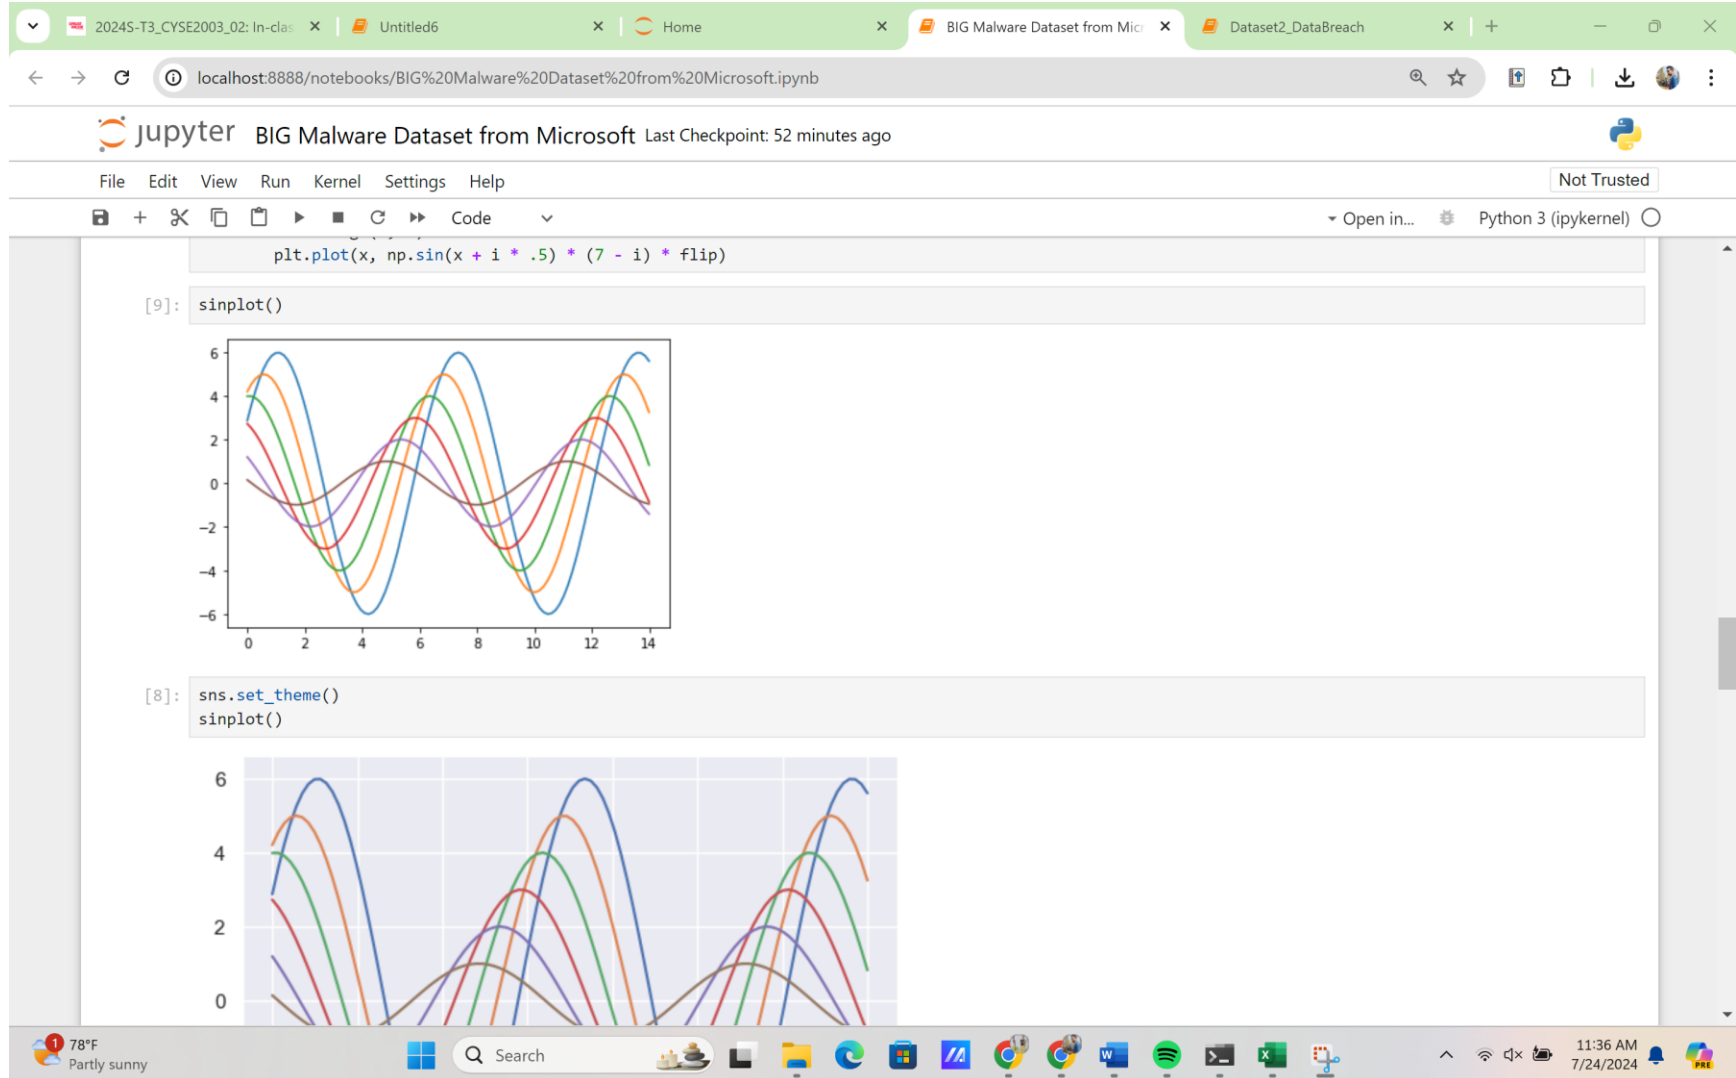 2024S-T3_CYSE2003_02: In-clas
Untitled6
Home
BIG Malware Dataset from Micr
Dataset2_DataBreach
localhost:8888/notebooks/BIG%20Malware%20Dataset%20from%20Microsoft.ipynb
jupyter BIG Malware Dataset from Microsoft Last Checkpoint: 52 minutes ago
File Edit View Run Kernel Settings Help
Not Trusted
Code
Open in...
Python 3 (ipykernel)
plt.plot(x, np.sin(x + i * .5) * (7 - i) * flip)
[9]: sinplot()
6
4
2
0
−2
−4
−6
0 2 4 6 8 10 12 14
[8]: sns.set_theme()
sinplot()
6
4
2
0
1
78°F
Partly sunny
Search
PRE
11:36 AM
7/24/2024